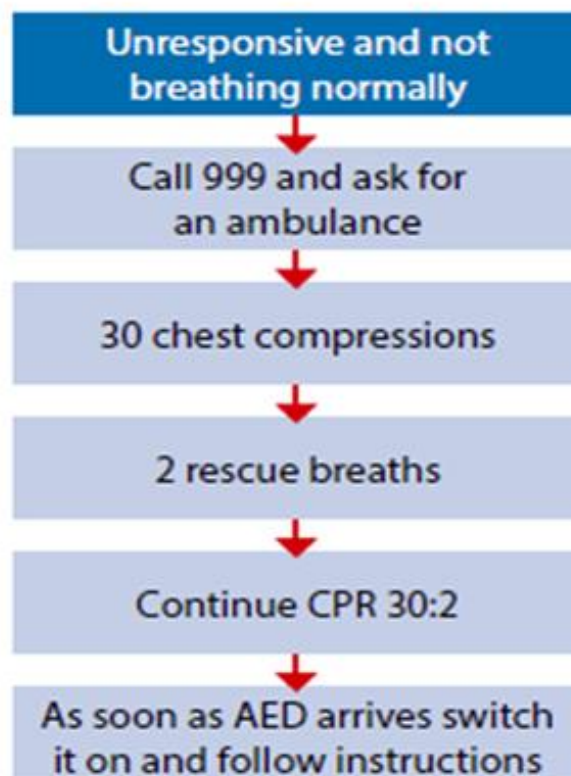 Unresponsive and not
breathing normally
Call 999 and ask for
an ambulance
30 chest compressions
2 rescue breaths
Continue CPR 30:2
As soon as AED arrives switch
it on and follow instructions